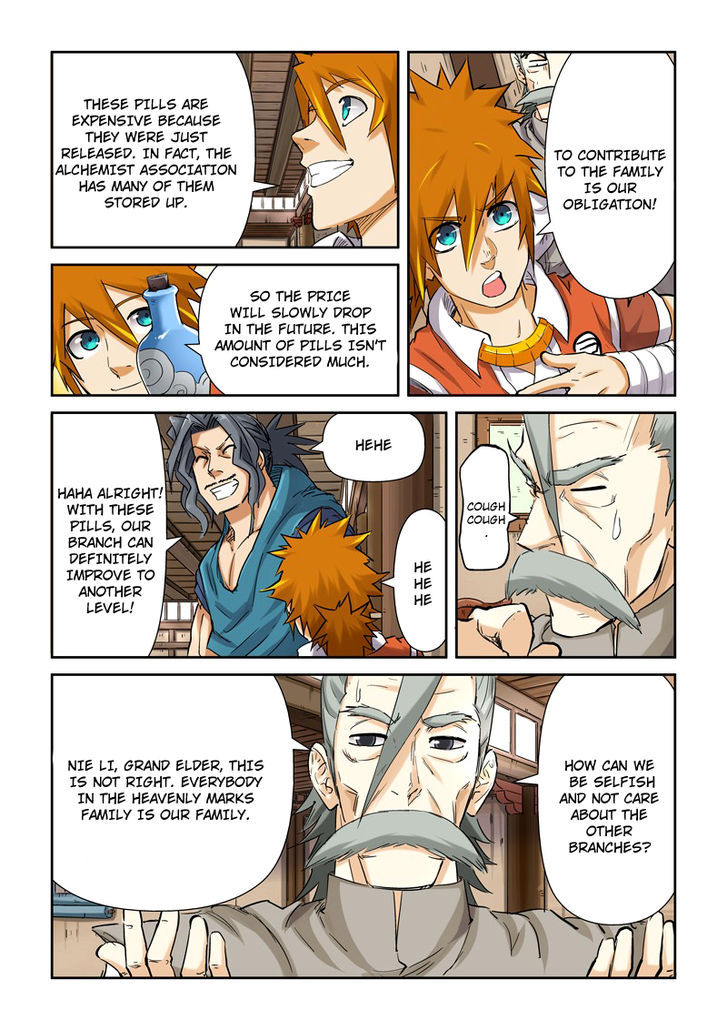 THESE PILLS ARE
EXPENSIVE BECAUSE
THEY WERE JUST
RELEASED. IN FACT, THE
ALCHEMIST ASSOCIATION
HAS MANY OF THEM
STORED UP.
TO CONTRIBUTE
TO THE FAMILY
IS OUR
OBLIGATION!
SO THE PRICE
WILL SLOWLY DROP
IN THE FUTURE. THIS
AMOUNT OF PILLS ISN'T
CONSIDERED MUCH.
HAHA ALRIGHT!
WITH THESE
PILLS, OUR
BRANCH CAN
DEFINITELY
IMPROVE TO
ANOTHER
LEVEL!
HEHE
HE
HE
HE
COUGH
COUGH
.
NIE LI, GRAND ELDER, THIS
IS NOT RIGHT. EVERYBODY
IN THE HEAVENLY MARKS
FAMILY IS OUR FAMILY.
HOW CAN WE
BE SELFISH
AND NOT CARE
ABOUT THE
OTHER
BRANCHES?